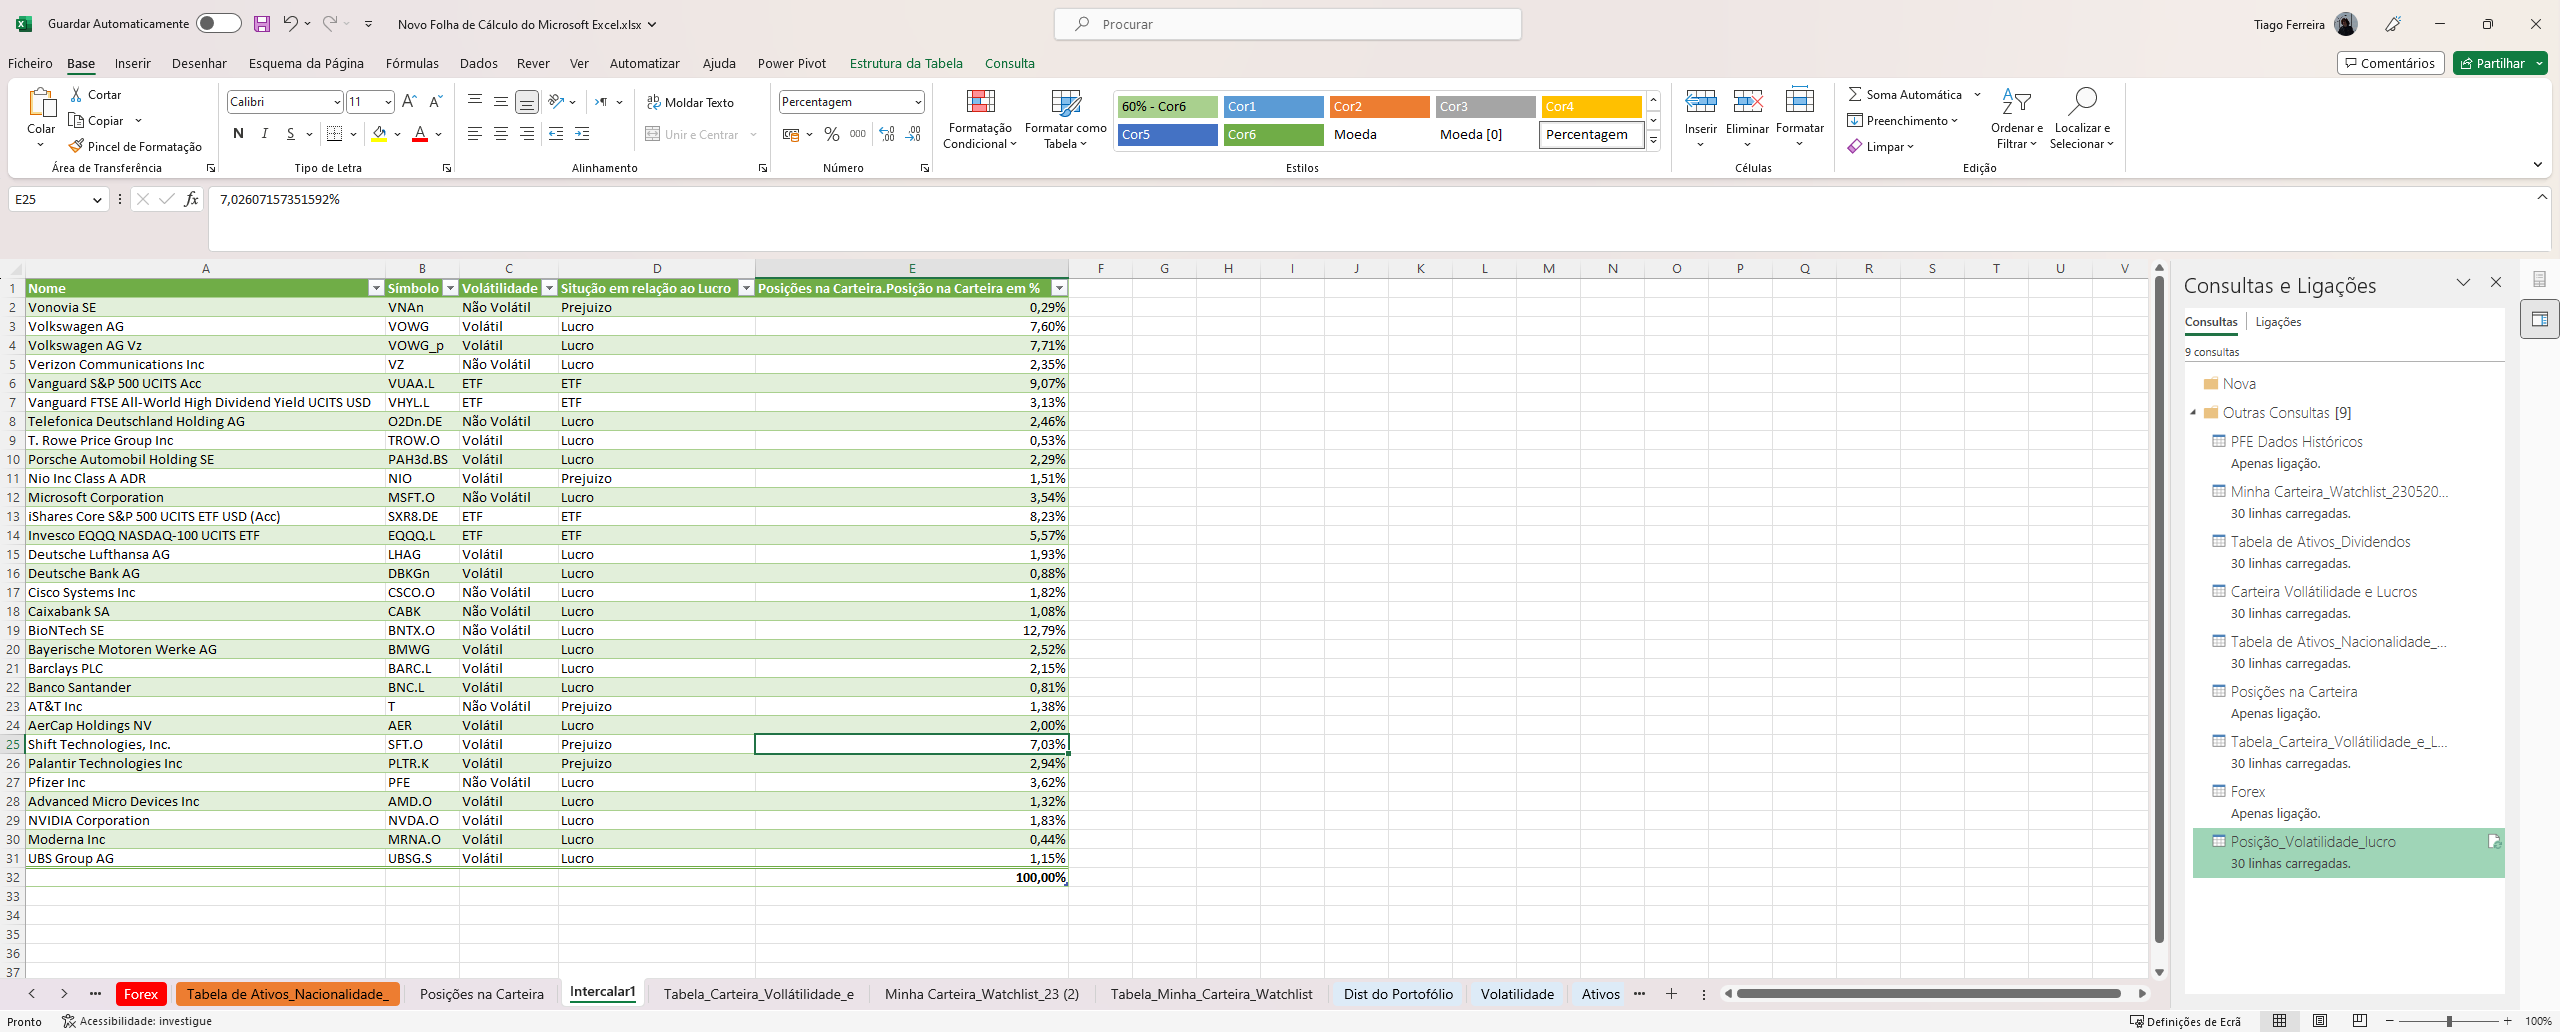 Guardar Automaticamente
Novo Folha de Cálculo do Microsoft Excel.xlsx
Procurar
Tiago Ferreira
Ficheiro Base Inserir Desenhar Esquema da Página Fórmulas Dados Rever Ver Automatizar Ajuda Power Pivot Estrutura da Tabela Consulta
Comentários
Partilhar
Colar
Cortar
Copiar
Pincel de Formatação
Área de Transferência
Calibri 11
N I S
Tipo de Letra
Moldar Texto
Unir e Centrar
Alinhamento
Percentagem
% 000
Número
Formatação Condicional
Formatar como Tabela
60% - Cor6 Cor1 Cor2 Cor3 Cor4
Cor5 Cor6 Moeda Moeda [0] Percentagem
Estilos
Inserir Eliminar Formatar
Células
Soma Automática
Preenchimento
Limpar
Ordenar e Filtrar
Localizar e Selecionar
Edição
E25
fx
7,02607157351592%
A B C D E F G H I J K L M N O P Q R S T U V
1 Nome Símbolo Volátilidade Situção em relação ao Lucro Posições na Carteira.Posição na Carteira em %
2 Vonovia SE VNAn Não Volátil Prejuizo 0,29%
3 Volkswagen AG VOWG Volátil Lucro 7,60%
4 Volkswagen AG Vz VOWG_p Volátil Lucro 7,71%
5 Verizon Communications Inc VZ Não Volátil Lucro 2,35%
6 Vanguard S&P 500 UCITS Acc VUAA.L ETF ETF 9,07%
7 Vanguard FTSE All-World High Dividend Yield UCITS USD VHYL.L ETF ETF 3,13%
8 Telefonica Deutschland Holding AG O2Dn.DE Não Volátil Lucro 2,46%
9 T. Rowe Price Group Inc TROW.O Volátil Lucro 0,53%
10 Porsche Automobil Holding SE PAH3d.BS Volátil Lucro 2,29%
11 Nio Inc Class A ADR NIO Volátil Prejuizo 1,51%
12 Microsoft Corporation MSFT.O Não Volátil Lucro 3,54%
13 iShares Core S&P 500 UCITS ETF USD (Acc) SXR8.DE ETF ETF 8,23%
14 Invesco EQQQ NASDAQ-100 UCITS ETF EQQQ.L ETF ETF 5,57%
15 Deutsche Lufthansa AG LHAG Volátil Lucro 1,93%
16 Deutsche Bank AG DBKGn Volátil Lucro 0,88%
17 Cisco Systems Inc CSCO.O Não Volátil Lucro 1,82%
18 Caixabank SA CABK Não Volátil Lucro 1,08%
19 BioNTech SE BNTX.O Não Volátil Lucro 12,79%
20 Bayerische Motoren Werke AG BMWG Volátil Lucro 2,52%
21 Barclays PLC BARC.L Volátil Lucro 2,15%
22 Banco Santander BNC.L Volátil Lucro 0,81%
23 AT&T Inc T Não Volátil Prejuizo 1,38%
24 AerCap Holdings NV AER Volátil Lucro 2,00%
25 Shift Technologies, Inc. SFT.O Volátil Prejuizo 7,03%
26 Palantir Technologies Inc PLTR.K Volátil Prejuizo 2,94%
27 Pfizer Inc PFE Não Volátil Lucro 3,62%
28 Advanced Micro Devices Inc AMD.O Volátil Lucro 1,32%
29 NVIDIA Corporation NVDA.O Volátil Lucro 1,83%
30 Moderna Inc MRNA.O Volátil Lucro 0,44%
31 UBS Group AG UBSG.S Volátil Lucro 1,15%
32 100,00%
33
34
35
36
37
Consultas e Ligações
Consultas Ligações
9 consultas
Nova
Outras Consultas [9]
PFE Dados Históricos
Apenas ligação.
Minha Carteira_Watchlist_230520...
30 linhas carregadas.
Tabela de Ativos_Dividendos
30 linhas carregadas.
Carteira Vollátilidade e Lucros
30 linhas carregadas.
Tabela de Ativos_Nacionalidade_...
30 linhas carregadas.
Posições na Carteira
Apenas ligação.
Tabela_Carteira_Vollátilidade_e_L...
30 linhas carregadas.
Forex
Apenas ligação.
Posição_Volatilidade_lucro
30 linhas carregadas.
Forex Tabela de Ativos_Nacionalidade_ Posições na Carteira Intercalar1 Tabela_Carteira_Vollátilidade_e Minha Carteira_Watchlist_23 (2) Tabela_Minha_Carteira_Watchlist Dist do Portofólio Volatilidade Ativos
Pronto Acessibilidade: investigue
Definições de Ecrã
100%